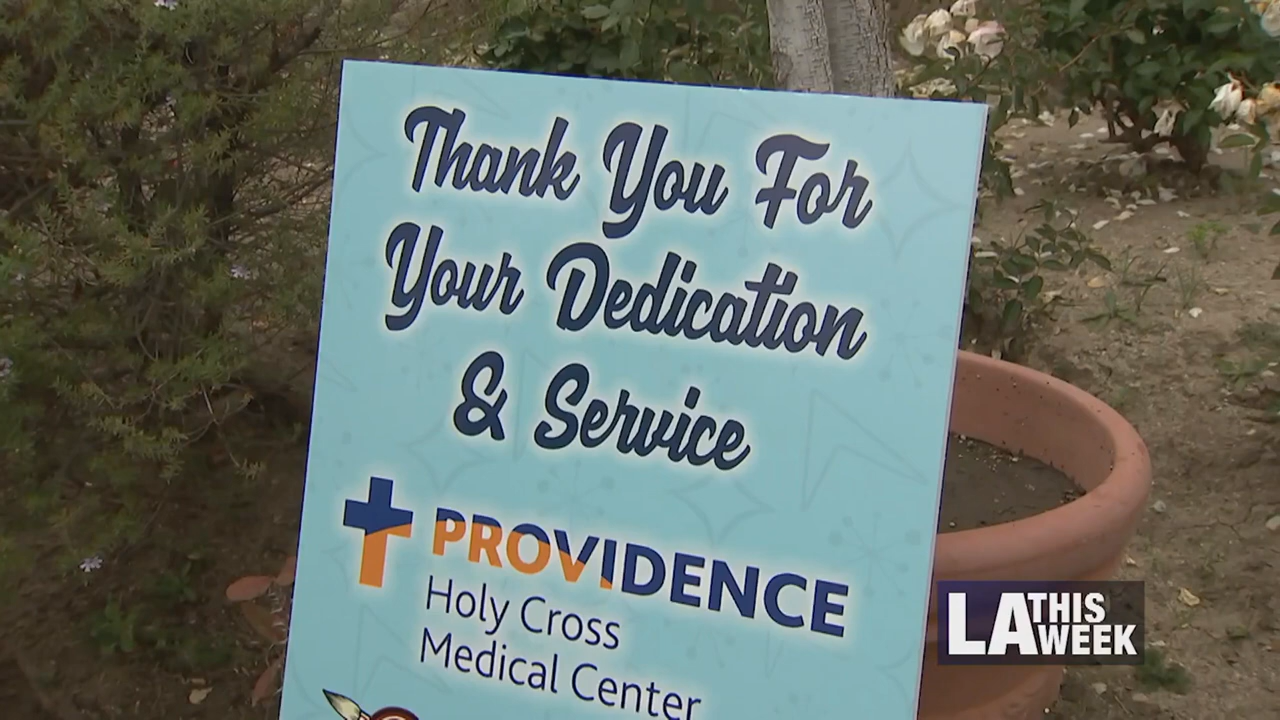 Thank You For
Your Dedication
& Service
PROVIDENCE
Holy Cross
Medical Center
LA THIS
WEEK